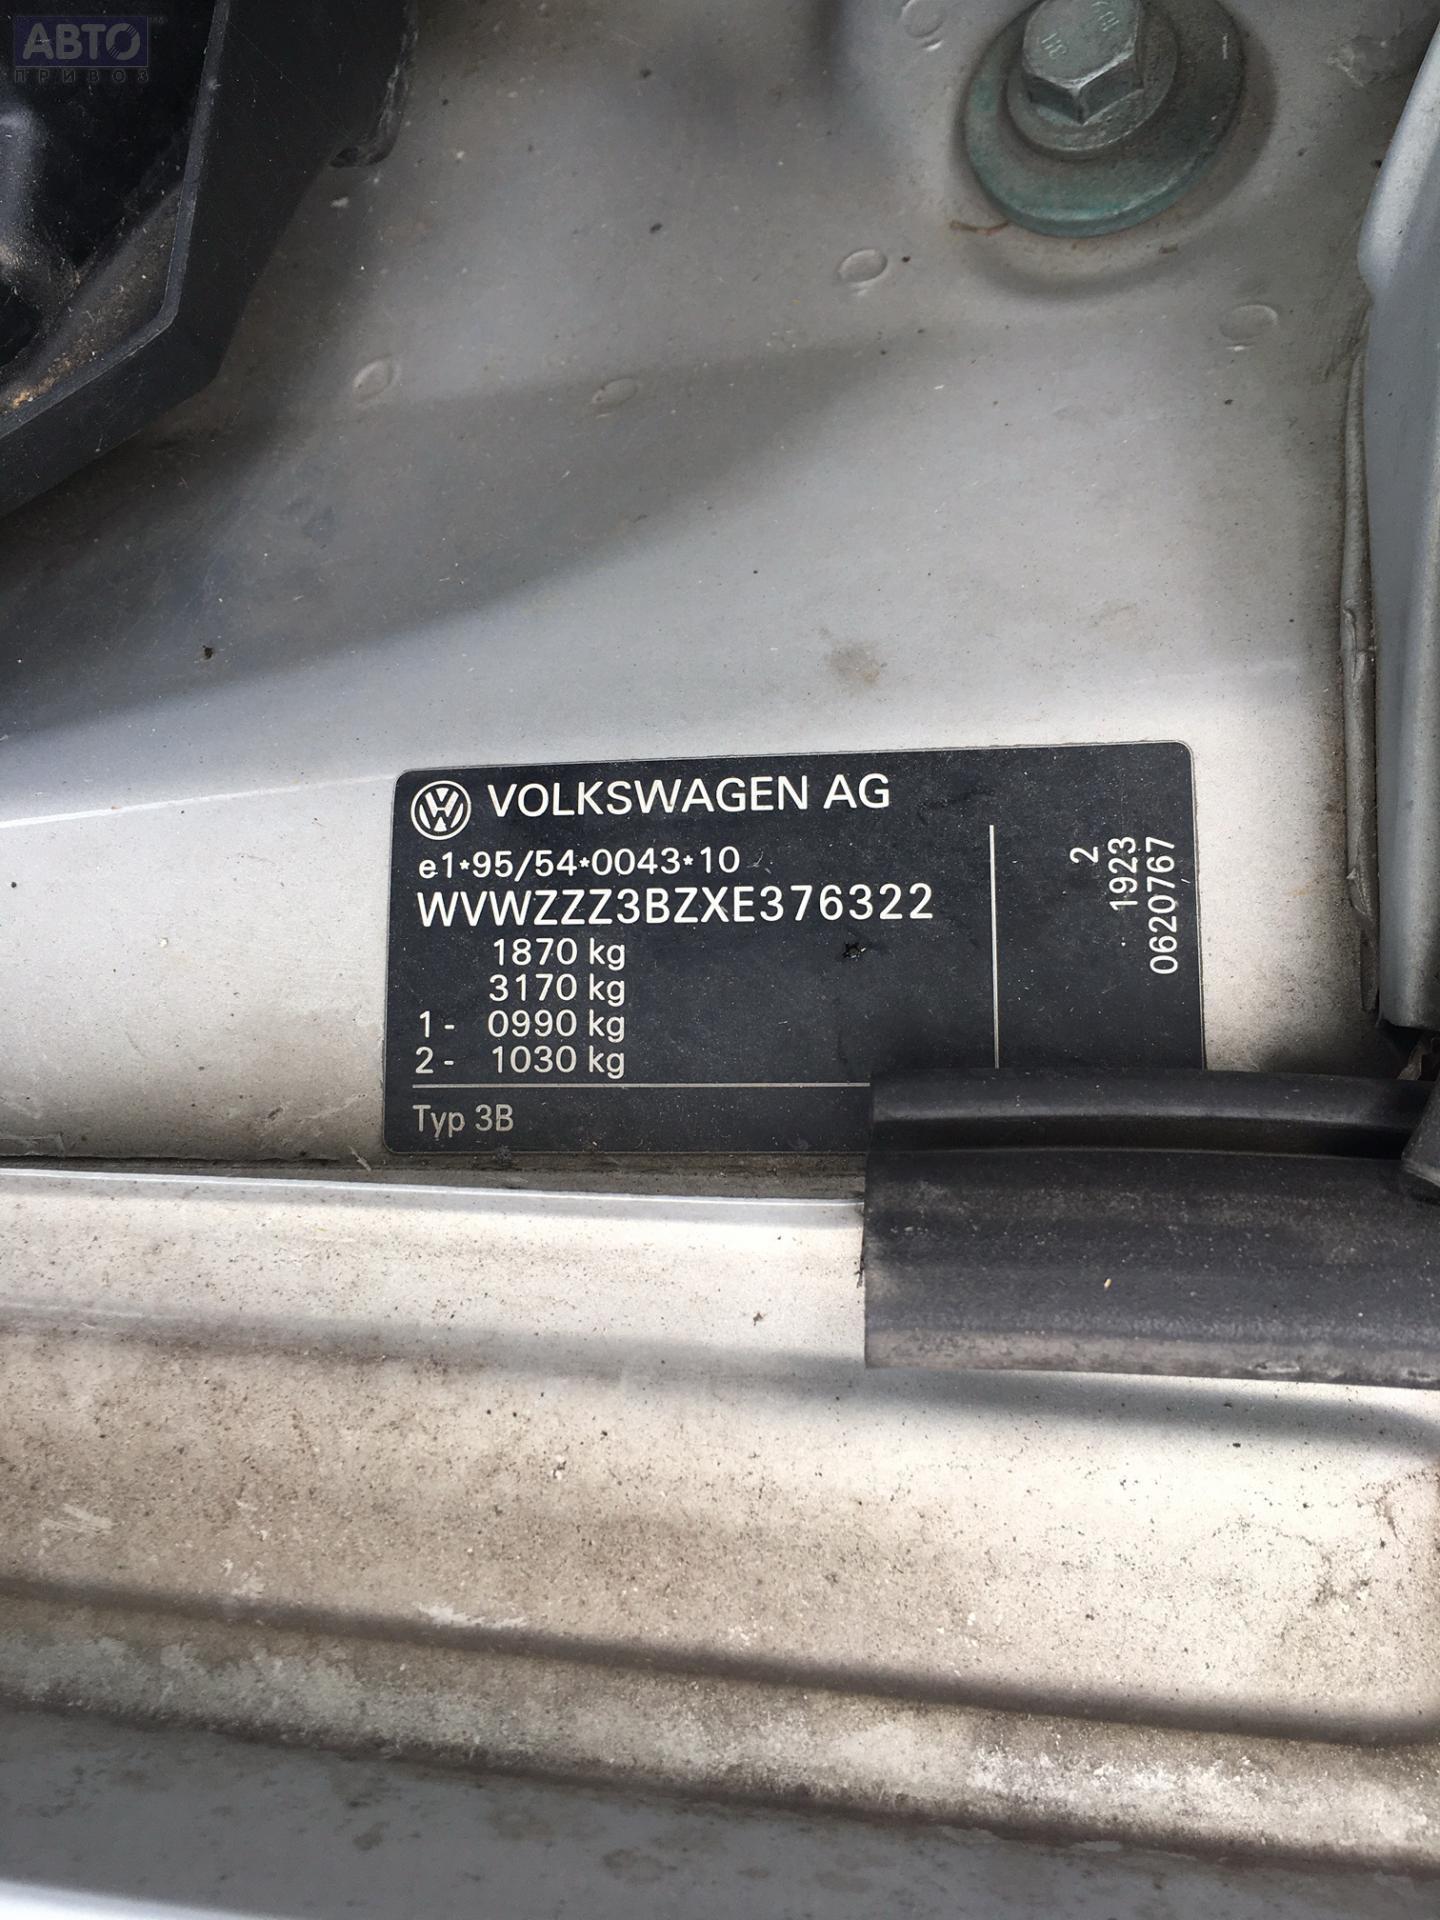 АВТО
ПРИВОЗ
VOLKSWAGEN AG
e1*95/54*0043*10
WVWZZZ3BZXE376322
1870 kg
3170 kg
1- 0990 kg
2- 1030 kg
Typ 3B
2
1923
0620767